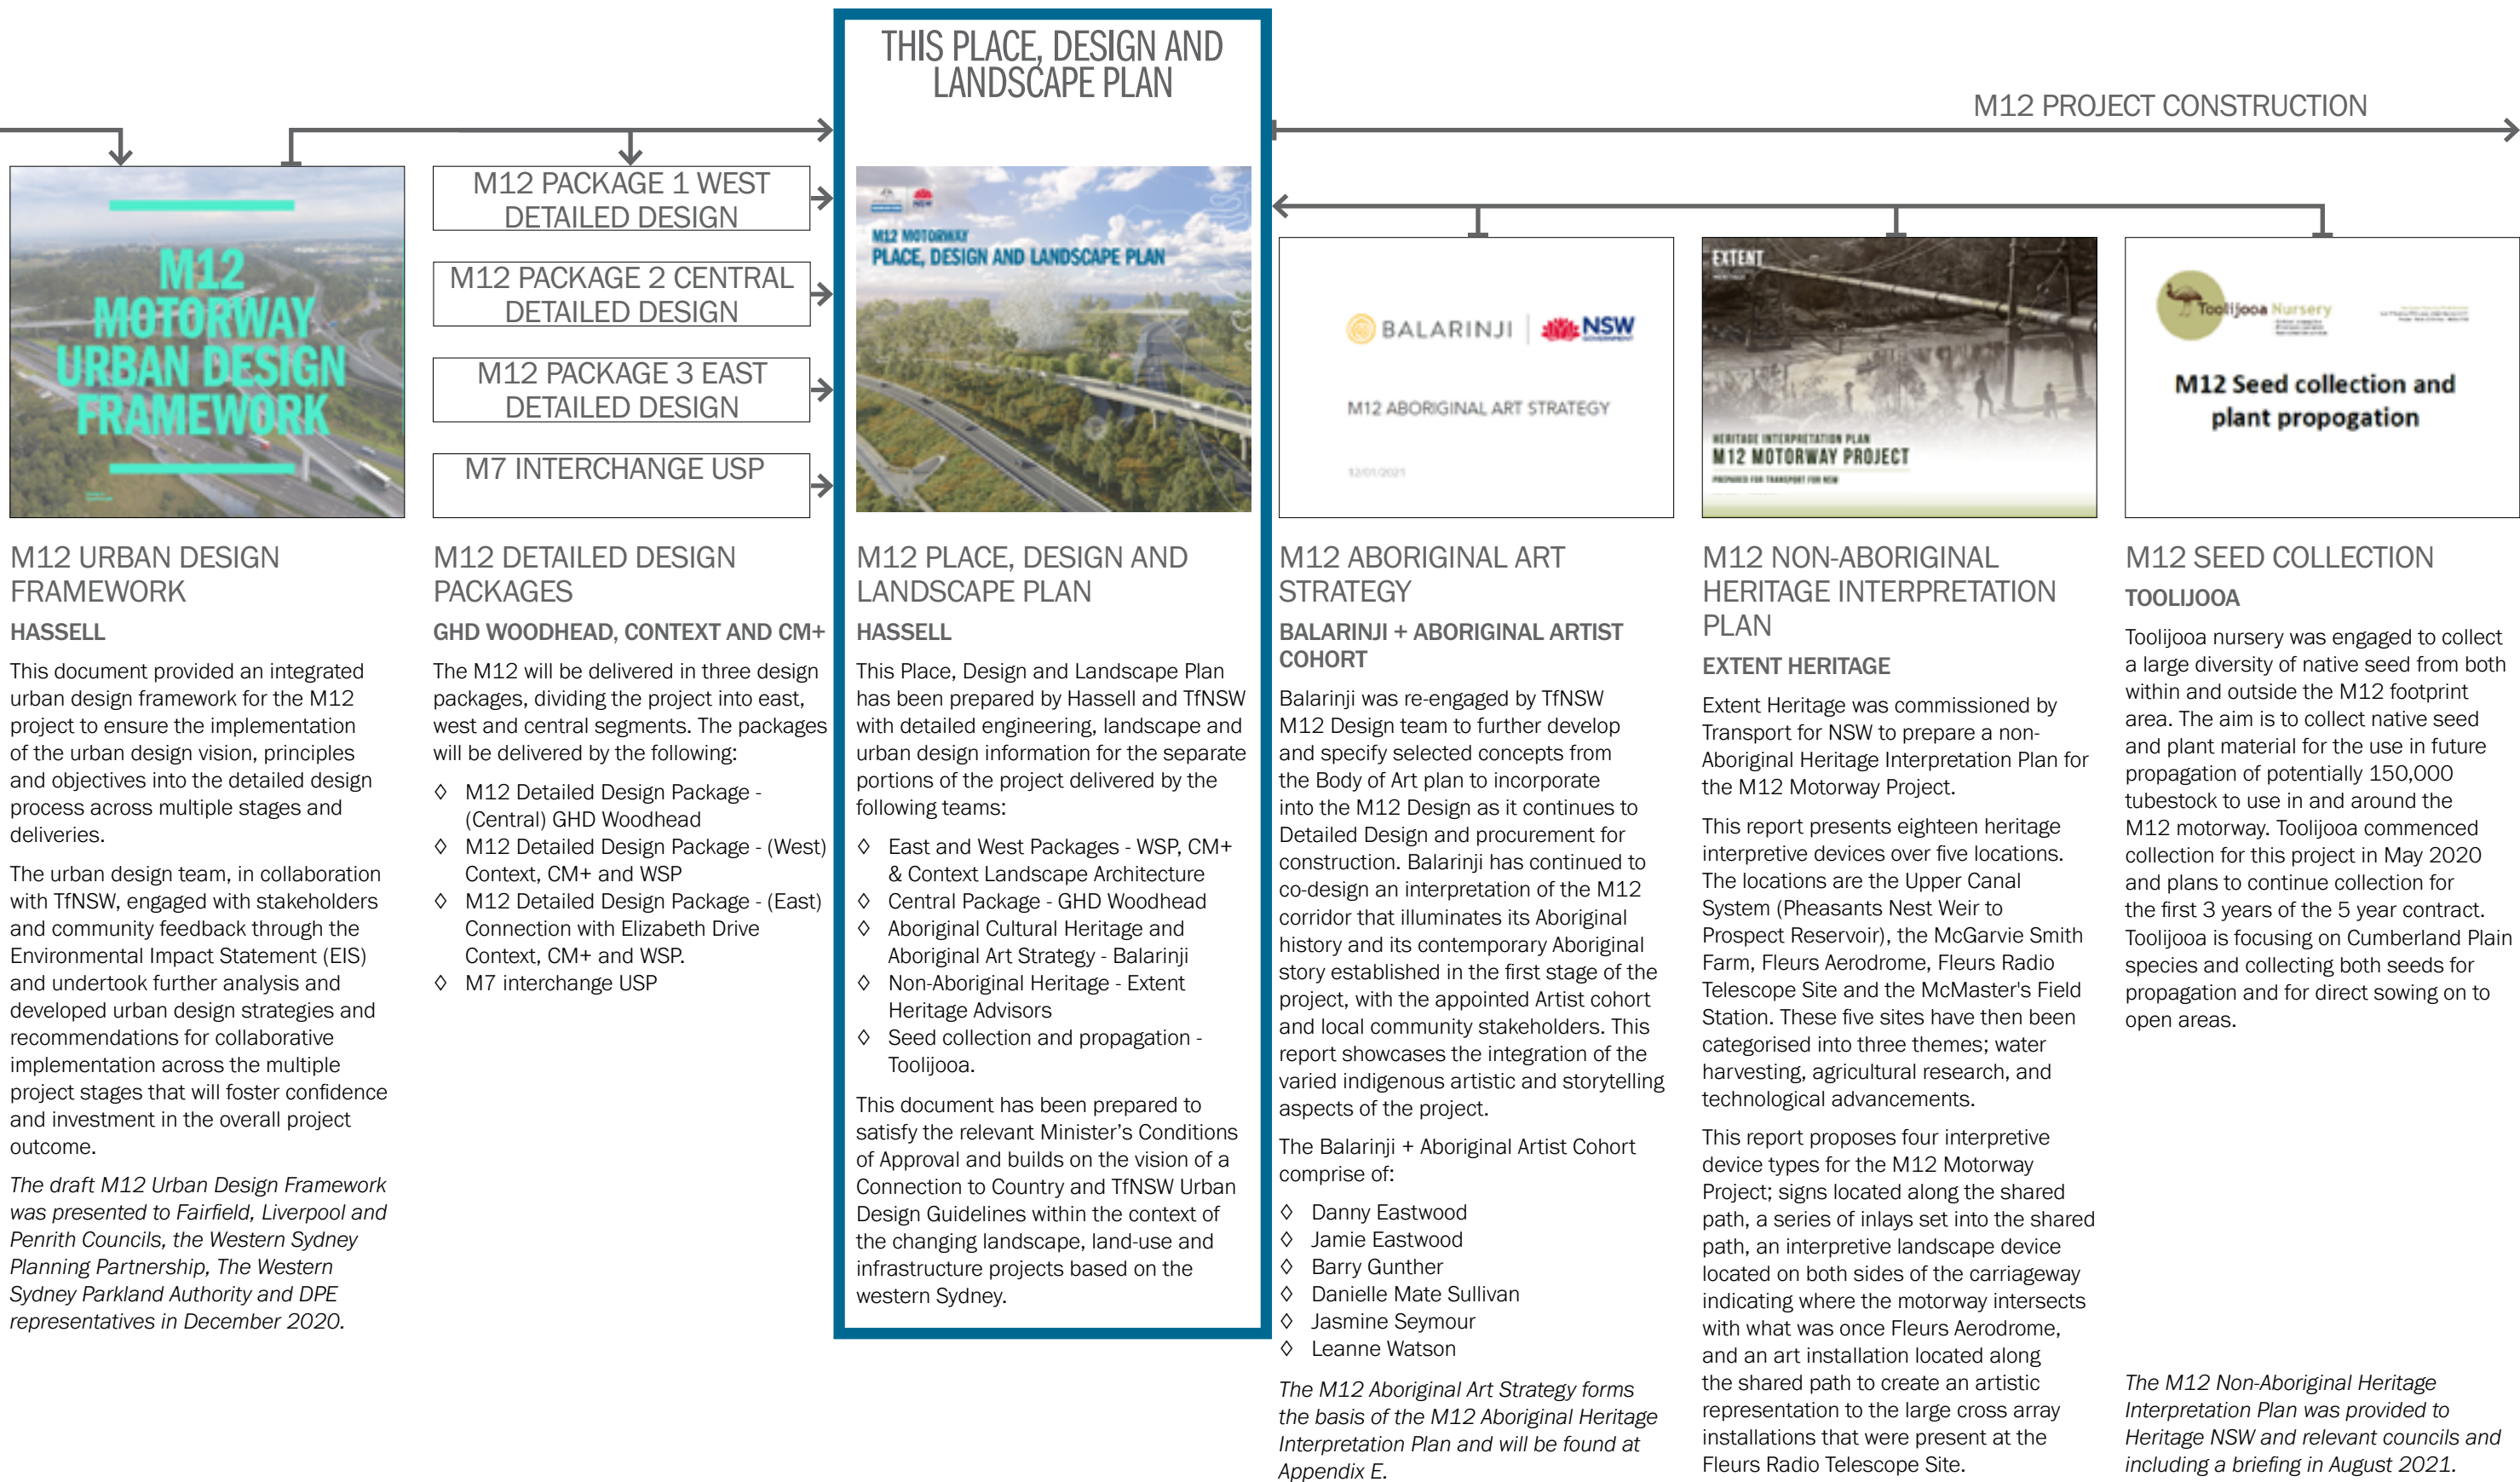 THIS PLACE, DESIGN AND
LANDSCAPE PLAN
M12 PROJECT CONSTRUCTION
M12
MOTORWAY
URBAN DESIGN
FRAMEWORK
M12 PACKAGE 1 WEST
DETAILED DESIGN
M12 PACKAGE 2 CENTRAL
DETAILED DESIGN
M12 PACKAGE 3 EAST
DETAILED DESIGN
M7 INTERCHANGE USP
NSW
M12 MOTORWAY
PLACE, DESIGN AND LANDSCAPE PLAN
BALARINJI
NSW
GOVERNMENT
M12 ABORIGINAL ART STRATEGY
12/01/2021
EXTENT
HERITAGE INTERPRETATION PLAN
M12 MOTORWAY PROJECT
PREPARED FOR TRANSPORT FOR NSW
Toolijooa Nursery
M12 Seed collection and
plant propogation
M12 URBAN DESIGN
FRAMEWORK
HASSELL
This document provided an integrated
urban design framework for the M12
project to ensure the implementation
of the urban design vision, principles
and objectives into the detailed design
process across multiple stages and
deliveries.
The urban design team, in collaboration
with TfNSW, engaged with stakeholders
and community feedback through the
Environmental Impact Statement (EIS)
and undertook further analysis and
developed urban design strategies and
recommendations for collaborative
implementation across the multiple
project stages that will foster confidence
and investment in the overall project
outcome.
The draft M12 Urban Design Framework
was presented to Fairfield, Liverpool and
Penrith Councils, the Western Sydney
Planning Partnership, The Western
Sydney Parkland Authority and DPE
representatives in December 2020.
M12 DETAILED DESIGN
PACKAGES
GHD WOODHEAD, CONTEXT AND CM+
The M12 will be delivered in three design
packages, dividing the project into east,
west and central segments. The packages
will be delivered by the following:
◊ M12 Detailed Design Package -
(Central) GHD Woodhead
◊ M12 Detailed Design Package - (West)
Context, CM+ and WSP
◊ M12 Detailed Design Package - (East)
Connection with Elizabeth Drive
Context, CM+ and WSP.
◊ M7 interchange USP
M12 PLACE, DESIGN AND
LANDSCAPE PLAN
HASSELL
This Place, Design and Landscape Plan
has been prepared by Hassell and TfNSW
with detailed engineering, landscape and
urban design information for the separate
portions of the project delivered by the
following teams:
◊ East and West Packages - WSP, CM+
& Context Landscape Architecture
◊ Central Package - GHD Woodhead
◊ Aboriginal Cultural Heritage and
Aboriginal Art Strategy - Balarinji
◊ Non-Aboriginal Heritage - Extent
Heritage Advisors
◊ Seed collection and propagation -
Toolijooa.
This document has been prepared to
satisfy the relevant Minister’s Conditions
of Approval and builds on the vision of a
Connection to Country and TfNSW Urban
Design Guidelines within the context of
the changing landscape, land-use and
infrastructure projects based on the
western Sydney.
M12 ABORIGINAL ART
STRATEGY
BALARINJI + ABORIGINAL ARTIST
COHORT
Balarinji was re-engaged by TfNSW
M12 Design team to further develop
and specify selected concepts from
the Body of Art plan to incorporate
into the M12 Design as it continues to
Detailed Design and procurement for
construction. Balarinji has continued to
co-design an interpretation of the M12
corridor that illuminates its Aboriginal
history and its contemporary Aboriginal
story established in the first stage of the
project, with the appointed Artist cohort
and local community stakeholders. This
report showcases the integration of the
varied indigenous artistic and storytelling
aspects of the project.
The Balarinji + Aboriginal Artist Cohort
comprise of:
◊ Danny Eastwood
◊ Jamie Eastwood
◊ Barry Gunther
◊ Danielle Mate Sullivan
◊ Jasmine Seymour
◊ Leanne Watson
The M12 Aboriginal Art Strategy forms
the basis of the M12 Aboriginal Heritage
Interpretation Plan and will be found at
Appendix E.
M12 NON-ABORIGINAL
HERITAGE INTERPRETATION
PLAN
EXTENT HERITAGE
Extent Heritage was commissioned by
Transport for NSW to prepare a non-
Aboriginal Heritage Interpretation Plan for
the M12 Motorway Project.
This report presents eighteen heritage
interpretive devices over five locations.
The locations are the Upper Canal
System (Pheasants Nest Weir to
Prospect Reservoir), the McGarvie Smith
Farm, Fleurs Aerodrome, Fleurs Radio
Telescope Site and the McMaster's Field
Station. These five sites have then been
categorised into three themes; water
harvesting, agricultural research, and
technological advancements.
This report proposes four interpretive
device types for the M12 Motorway
Project; signs located along the shared
path, a series of inlays set into the shared
path, an interpretive landscape device
located on both sides of the carriageway
indicating where the motorway intersects
with what was once Fleurs Aerodrome,
and an art installation located along
the shared path to create an artistic
representation to the large cross array
installations that were present at the
Fleurs Radio Telescope Site.
M12 SEED COLLECTION
TOOLIJOOA
Toolijooa nursery was engaged to collect
a large diversity of native seed from both
within and outside the M12 footprint
area. The aim is to collect native seed
and plant material for the use in future
propagation of potentially 150,000
tubestock to use in and around the
M12 motorway. Toolijooa commenced
collection for this project in May 2020
and plans to continue collection for
the first 3 years of the 5 year contract.
Toolijooa is focusing on Cumberland Plain
species and collecting both seeds for
propagation and for direct sowing on to
open areas.
The M12 Non-Aboriginal Heritage
Interpretation Plan was provided to
Heritage NSW and relevant councils and
including a briefing in August 2021.